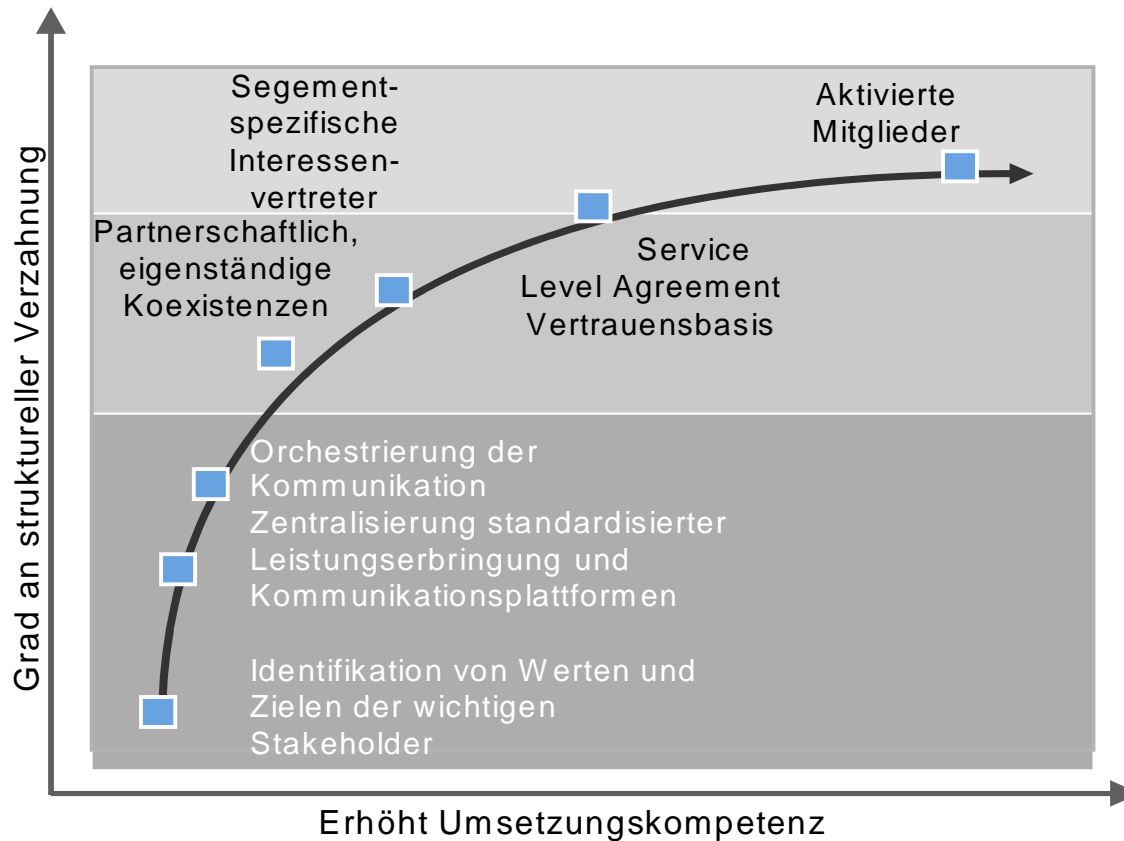 Segement-
spezifische
Interessen-
vertreter
Aktivierte
Mitglieder
Partnerschaftlich,
eigenständige
Koexistenzen
Service
Level Agreement
Vertrauensbasis
Orchestrierung der
Kommunikation
Zentralisierung standardisierter
Leistungserbringung und
Kommunikationsplattformen
Identifikation von Werten und
Zielen der wichtigen
Stakeholder
Grad an struktureller Verzahnung
Erhöht Umsetzungskompetenz